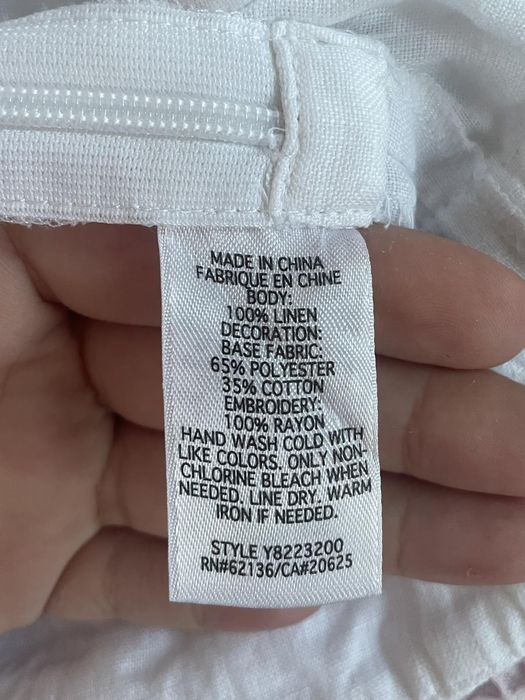 MADE IN CHINA
FABRIQUE EN CHINE
BODY:
100% LINEN
DECORATION:
BASE FABRIC:
65% POLYESTER
35% COTTON
EMBROIDERY:
100% RAYON
HAND WASH COLD WITH
LIKE COLORS. ONLY NON-
CHLORINE BLEACH WHEN
NEEDED. LINE DRY. WARM
IRON IF NEEDED.
STYLE Y8223200
RN#62136/CA#20625